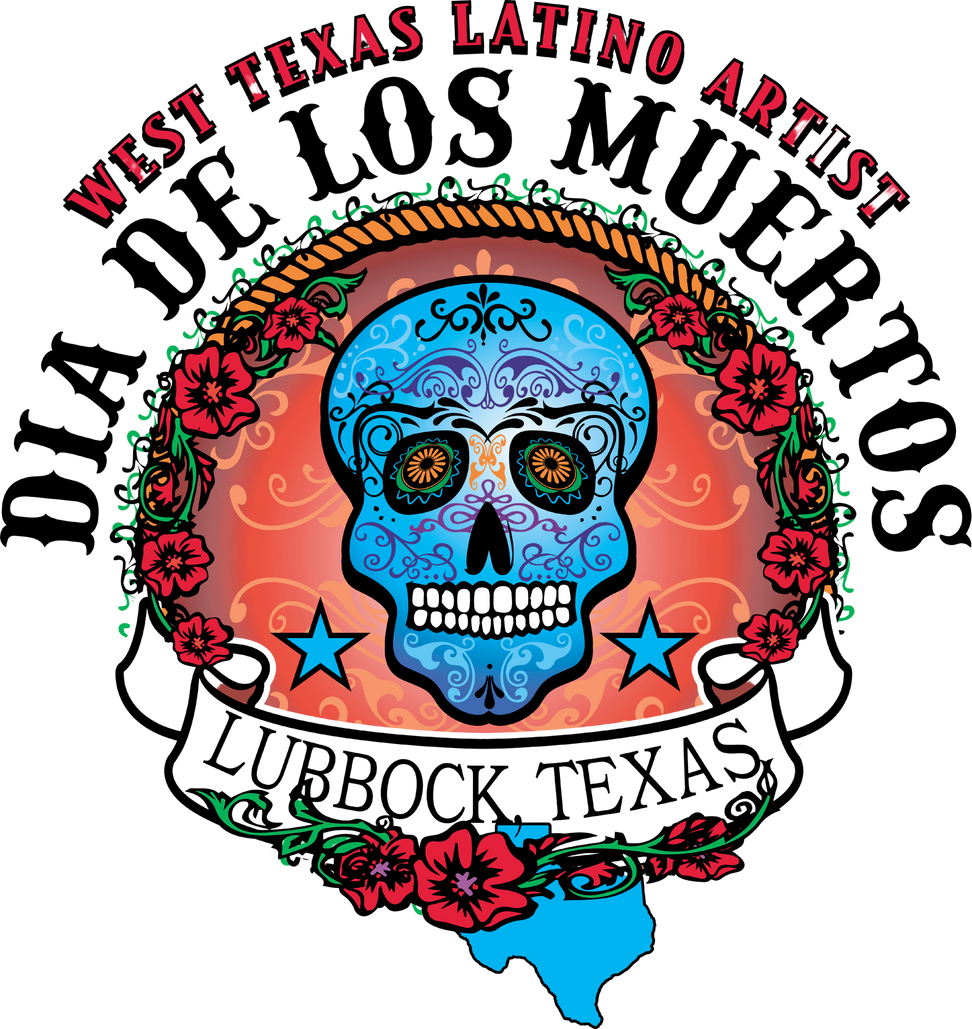 WEST TEXAS LATINO ARTIST
DIA DE LOS MUERTOS
LUBBOCK TEXAS